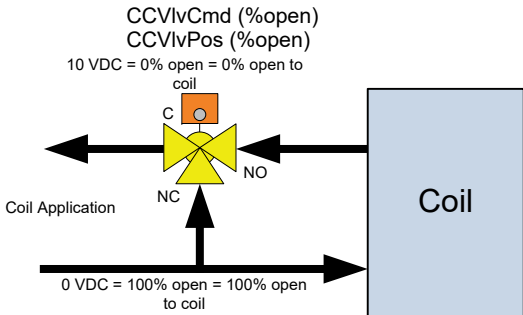 CCVlvCmd (%open)
CCVlvPos (%open)
10 VDC = 0% open = 0% open to
coil
C
NO
NC
Coil Application
Coil
0 VDC = 100% open = 100% open
to coil